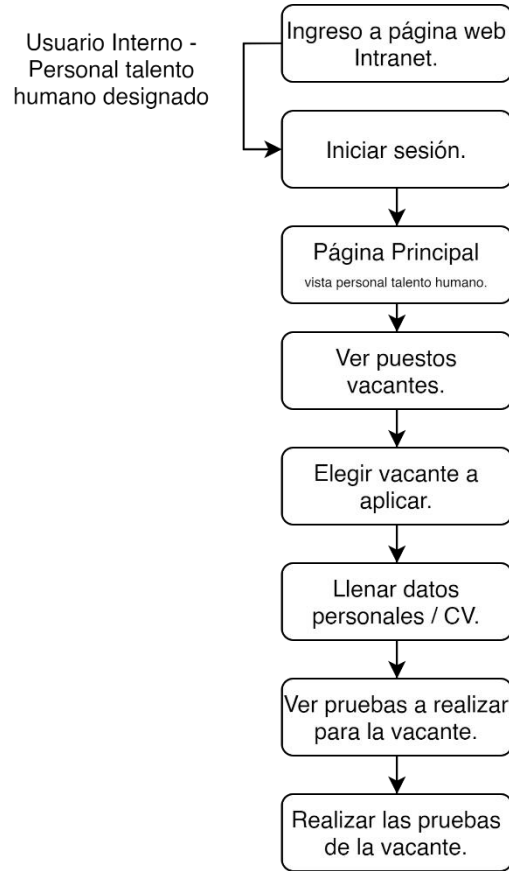 Usuario Interno -
Personal talento
humano designado
Ingreso a página web
Intranet.
Iniciar sesión.
Página Principal
vista personal talento humano.
Ver puestos
vacantes.
Elegir vacante a
aplicar.
Llenar datos
personales / CV.
Ver pruebas a realizar
para la vacante.
Realizar las pruebas
de la vacante.